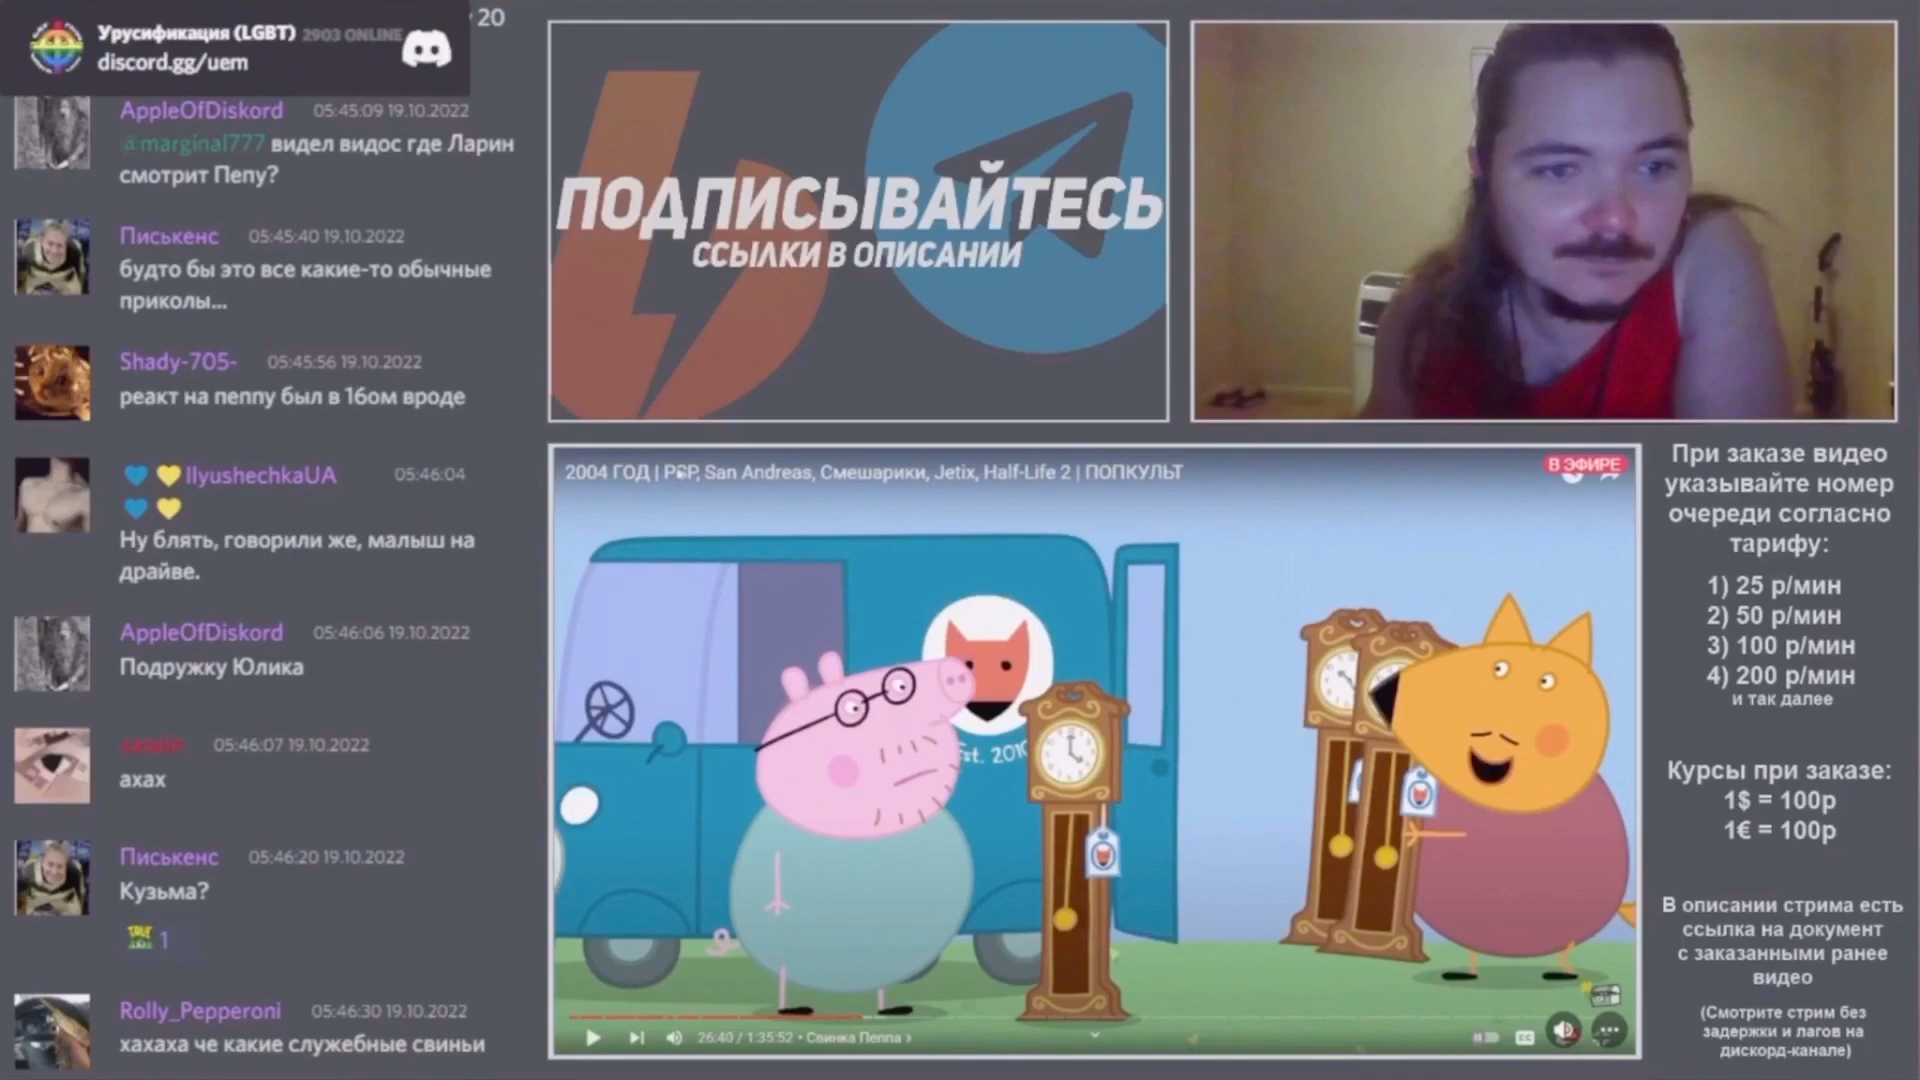 Урусификация (LGBT) 2903 ONLINE
discord.gg/uem
20
AppleOfDiskord 05:45:09 19.10.2022
@marginal777 видел видос где Ларин
смотрит Пепу?
Писькенс 05:45:40 19.10.2022
будто бы это все какие-то обычные
приколы...
Shady-705- 05:45:56 19.10.2022
реакт на пеппу был в 16ом вроде
IlyushechkaUA 05:46:04
Ну блять, говорили же, малыш на
драйве.
AppleOfDiskord 05:46:06 19.10.2022
Подружку Юлика
05:46:07 19.10.2022
ахах
Писькенс 05:46:20 19.10.2022
Кузьма?
TRUE 1
Rolly_Pepperoni 05:46:30 19.10.2022
хахаха че какие служебные свиньи
ПОДПИСЫВАЙТЕСЬ
ССЫЛКИ В ОПИСАНИИ
2004 ГОД | PSP, San Andreas, Смешарики, Jetix, Half-Life 2 | ПОПКУЛЬТ
В ЭФИРЕ
Est. 2010
26:40 / 1:35:52 • Свинка Пеппа ›
При заказе видео
указывайте номер
очереди согласно
тарифу:
1) 25 р/мин
2) 50 р/мин
3) 100 р/мин
4) 200 р/мин
и так далее
Курсы при заказе:
1$ = 100р
1€ = 100р
В описании стрима есть
ссылка на документ
с заказанными ранее
видео
(Смотрите стрим без
задержки и лагов на
дискорд-канале)